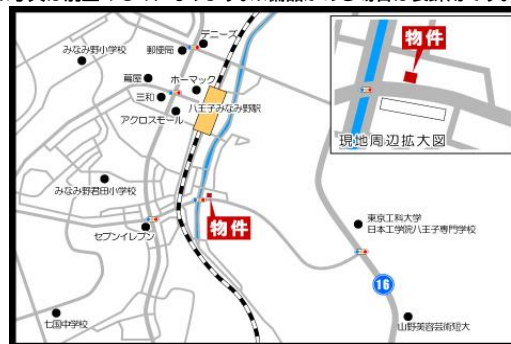 デニーズ
みなみ野小学校
郵便局
蔦屋
ホーマック
三和
八王子みなみ野駅
アクロスモール
物件
現地周辺拡大図
みなみ野君田小学校
セブンイレブン
物件
東京工科大学
日本工学院八王子専門学校
16
七国中学校
山野美容芸術短大